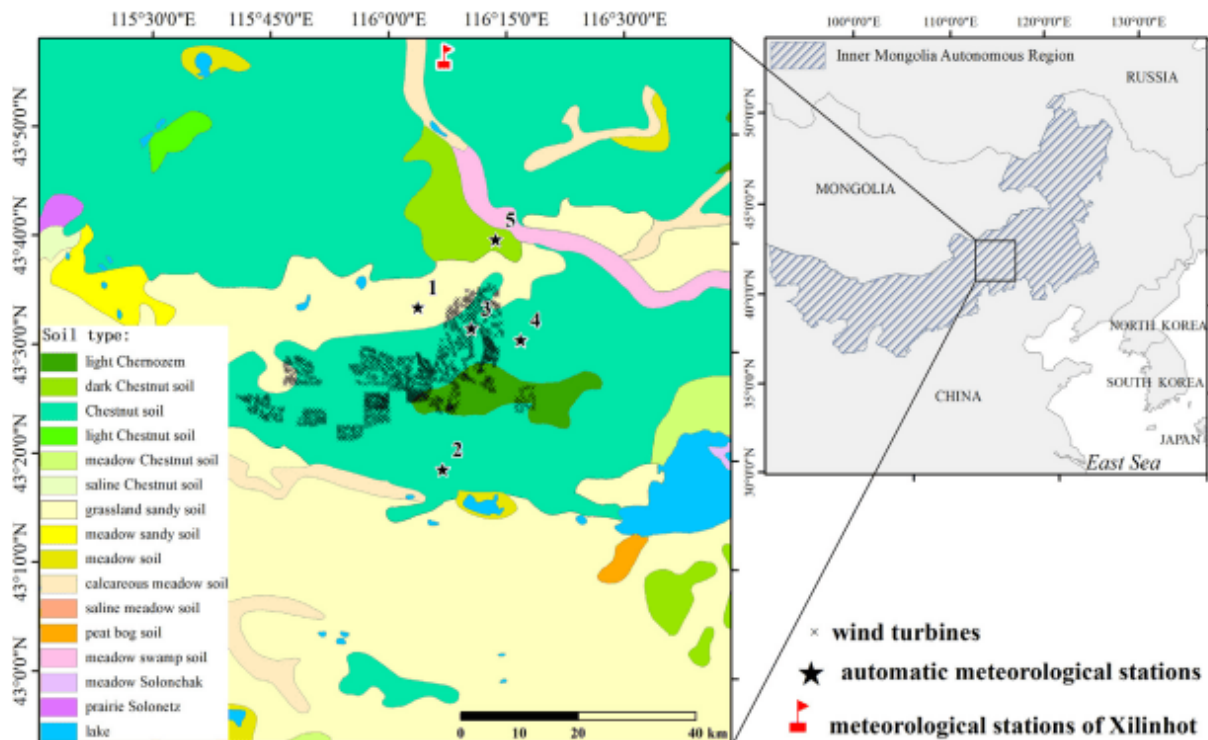 115°30'0"E 115°45'0"E 116°0'0"E 116°15'0"E 116°30'0"E
43°50'0"N
43°40'0"N
43°30'0"N
43°20'0"N
43°10'0"N
43°0'0"N
5
1
3
4
2
Soil type:
light Chernozem
dark Chestnut soil
Chestnut soil
light Chestnut soil
meadow Chestnut soil
saline Chestnut soil
grassland sandy soil
meadow sandy soil
meadow soil
calcareous meadow soil
saline meadow soil
peat bog soil
meadow swamp soil
meadow Solonchak
prairie Solonetz
lake
0 10 20 40 km
100°0'0"E 110°0'0"E 120°0'0"E 130°0'0"E
50°0'0"N
45°0'0"N
40°0'0"N
35°0'0"N
30°0'0"N
Inner Mongolia Autonomous Region
RUSSIA
MONGOLIA
NORTH KOREA
SOUTH KOREA
CHINA
JAPAN
East Sea
wind turbines
automatic meteorological stations
meteorological stations of Xilinhot